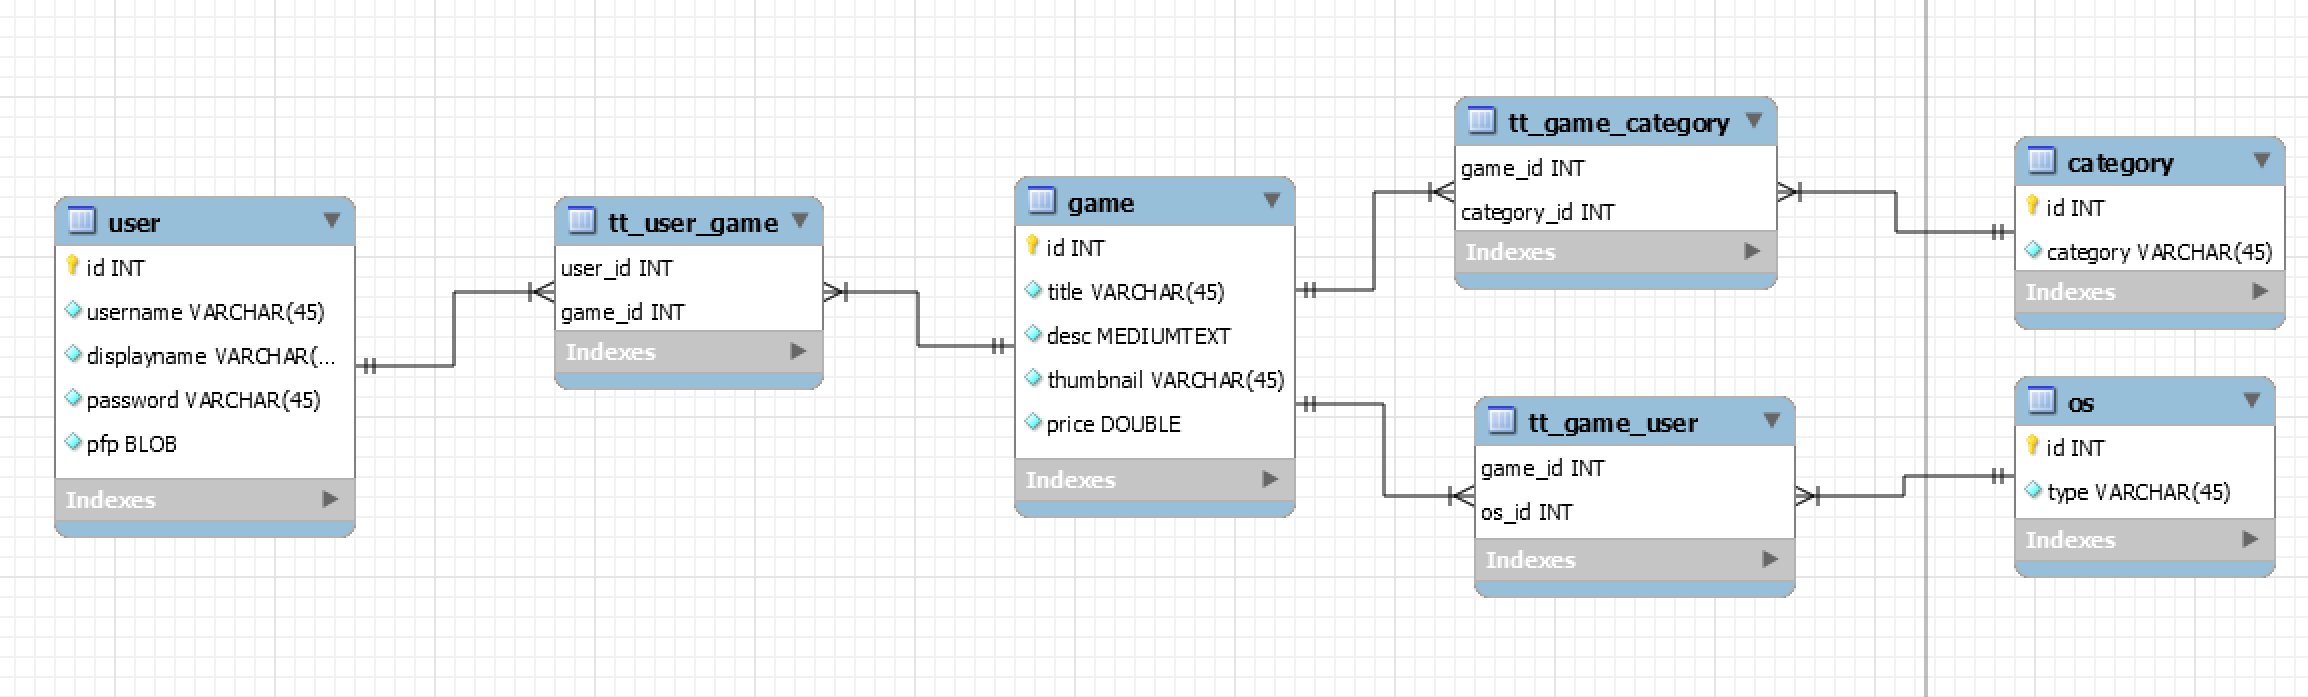 user
id INT
username VARCHAR(45)
displayname VARCHAR(...
password VARCHAR(45)
pfp BLOB
Indexes
tt_user_game
user_id INT
game_id INT
Indexes
game
id INT
title VARCHAR(45)
desc MEDIUMTEXT
thumbnail VARCHAR(45)
price DOUBLE
Indexes
tt_game_category
game_id INT
category_id INT
Indexes
tt_game_user
game_id INT
os_id INT
Indexes
category
id INT
category VARCHAR(45)
Indexes
os
id INT
type VARCHAR(45)
Indexes